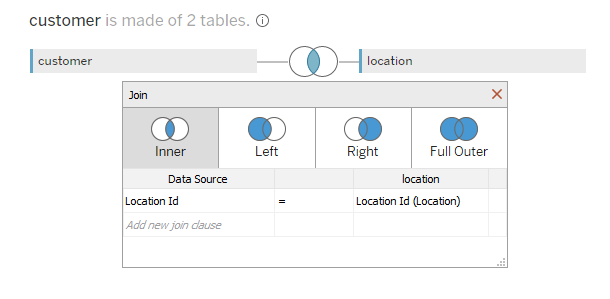 customer is made of 2 tables.
customer
location
Join
Inner
Left
Right
Full Outer
Data Source
location
Location Id
=
Location Id (Location)
Add new join clause